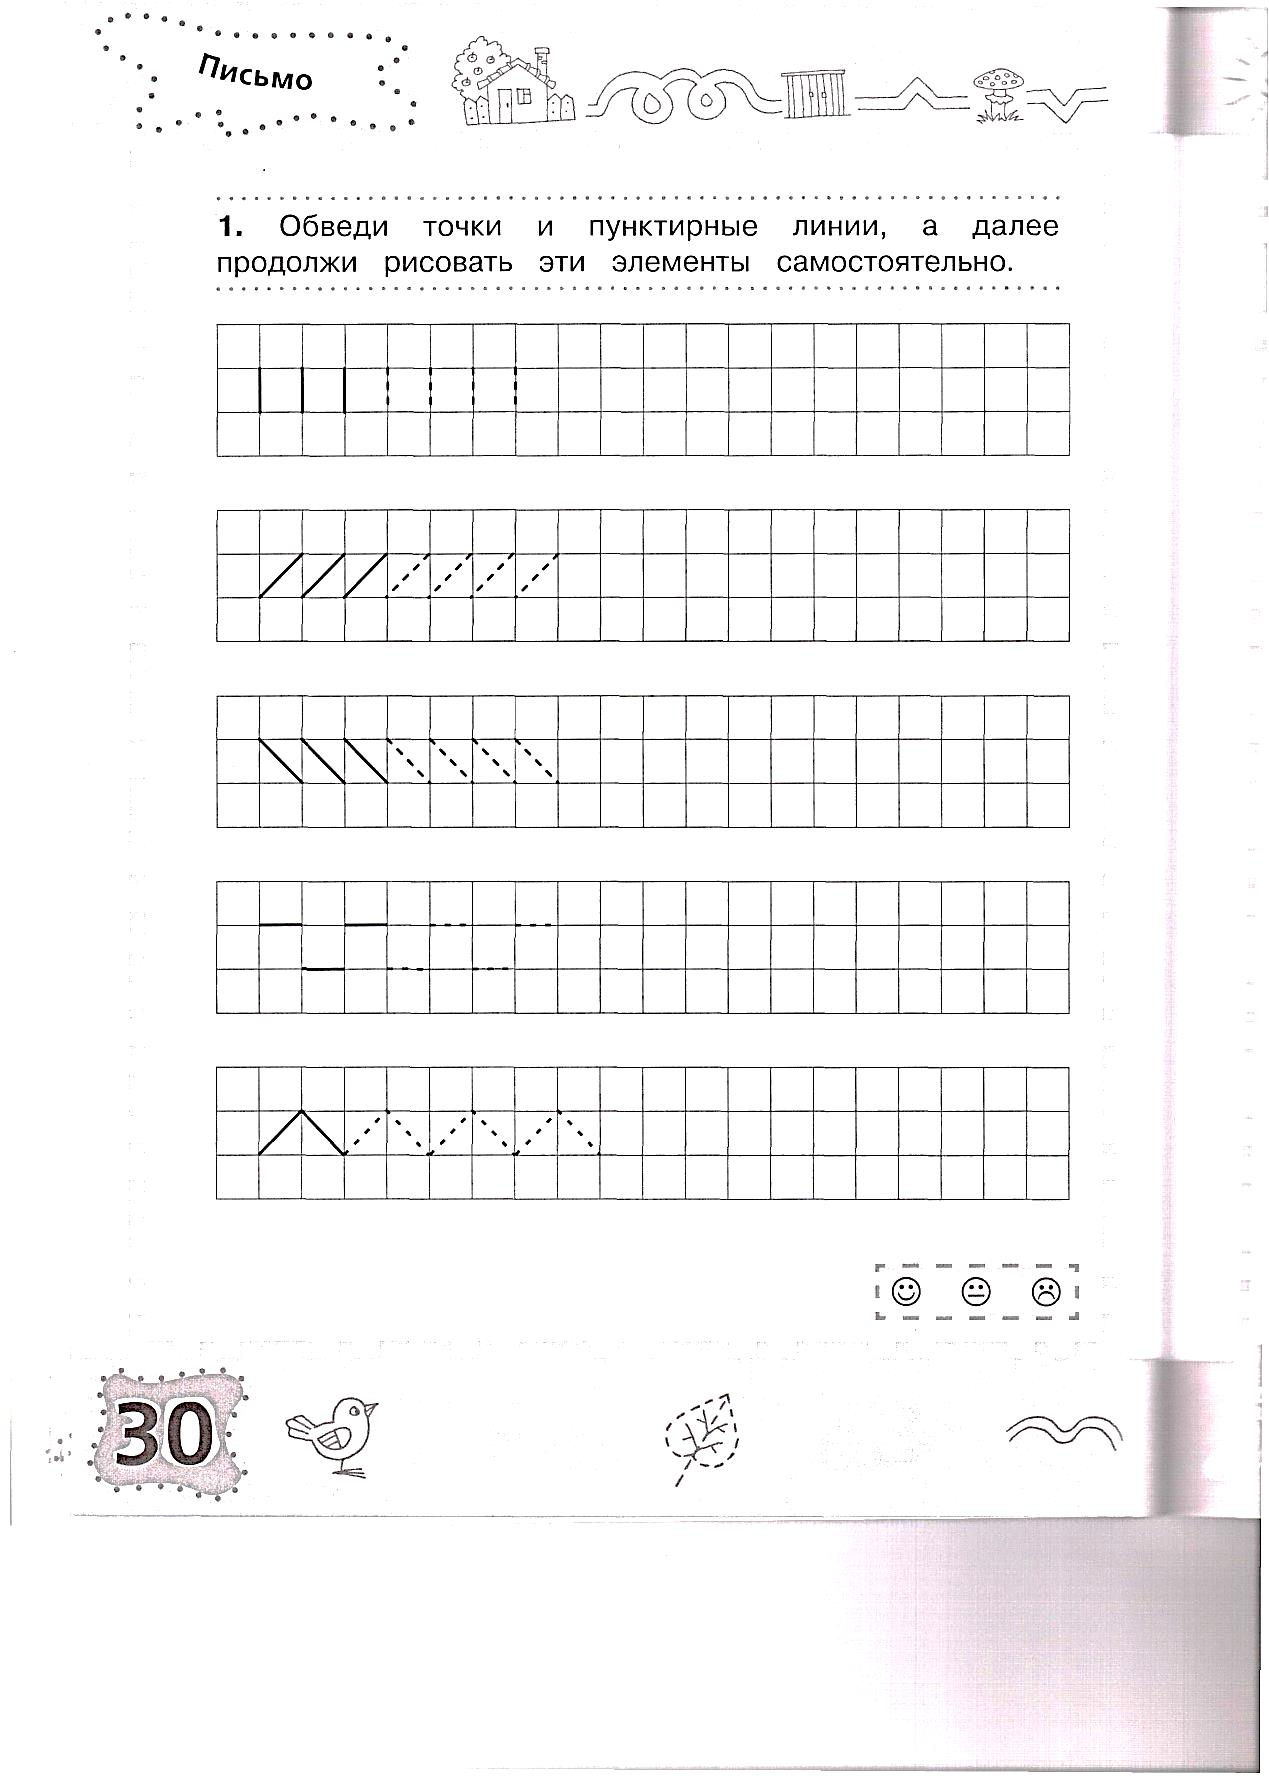 Письмо
1. Обведи точки и пунктирные линии, а далее
продолжи рисовать эти элементы самостоятельно.
30